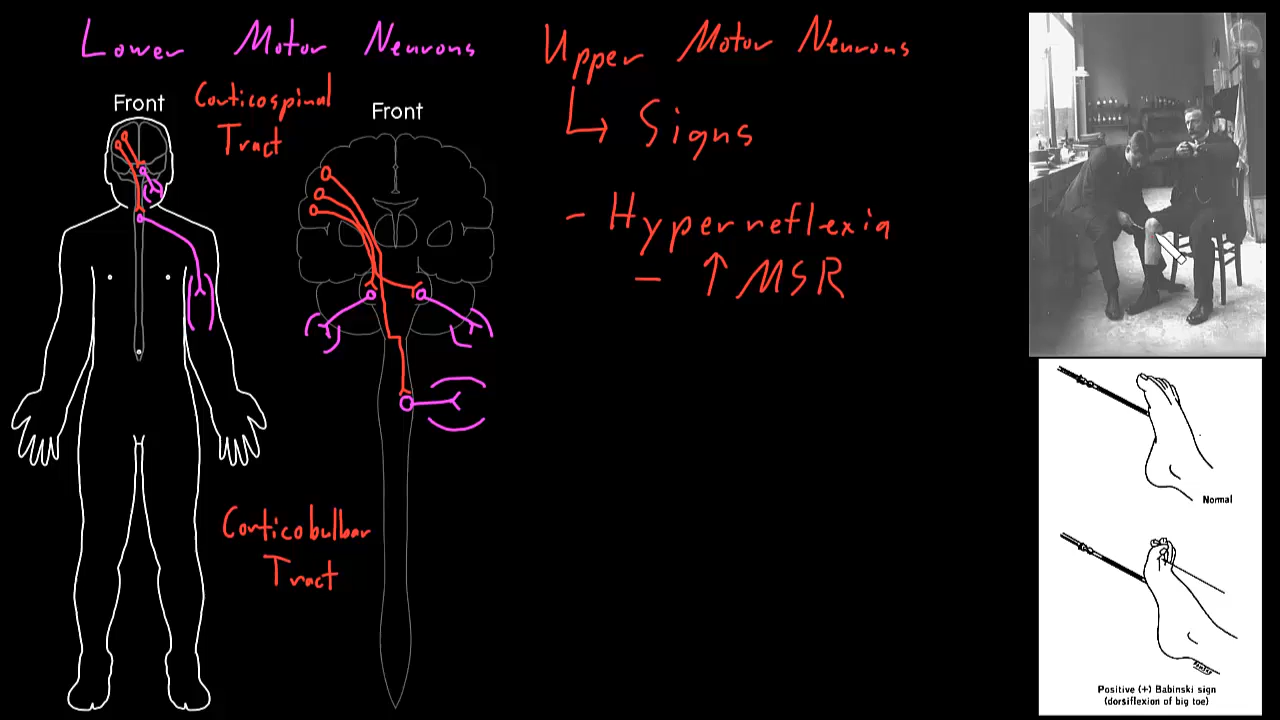 Lower Motor Neurons
Upper Motor Neurons
Front
Corticospinal
Tract
Front
Signs
- Hyperreflexia
- ↑ MSR
Corticobulbar
Tract
Normal
Positive (+) Babinski sign
(dorsiflexion of big toe)